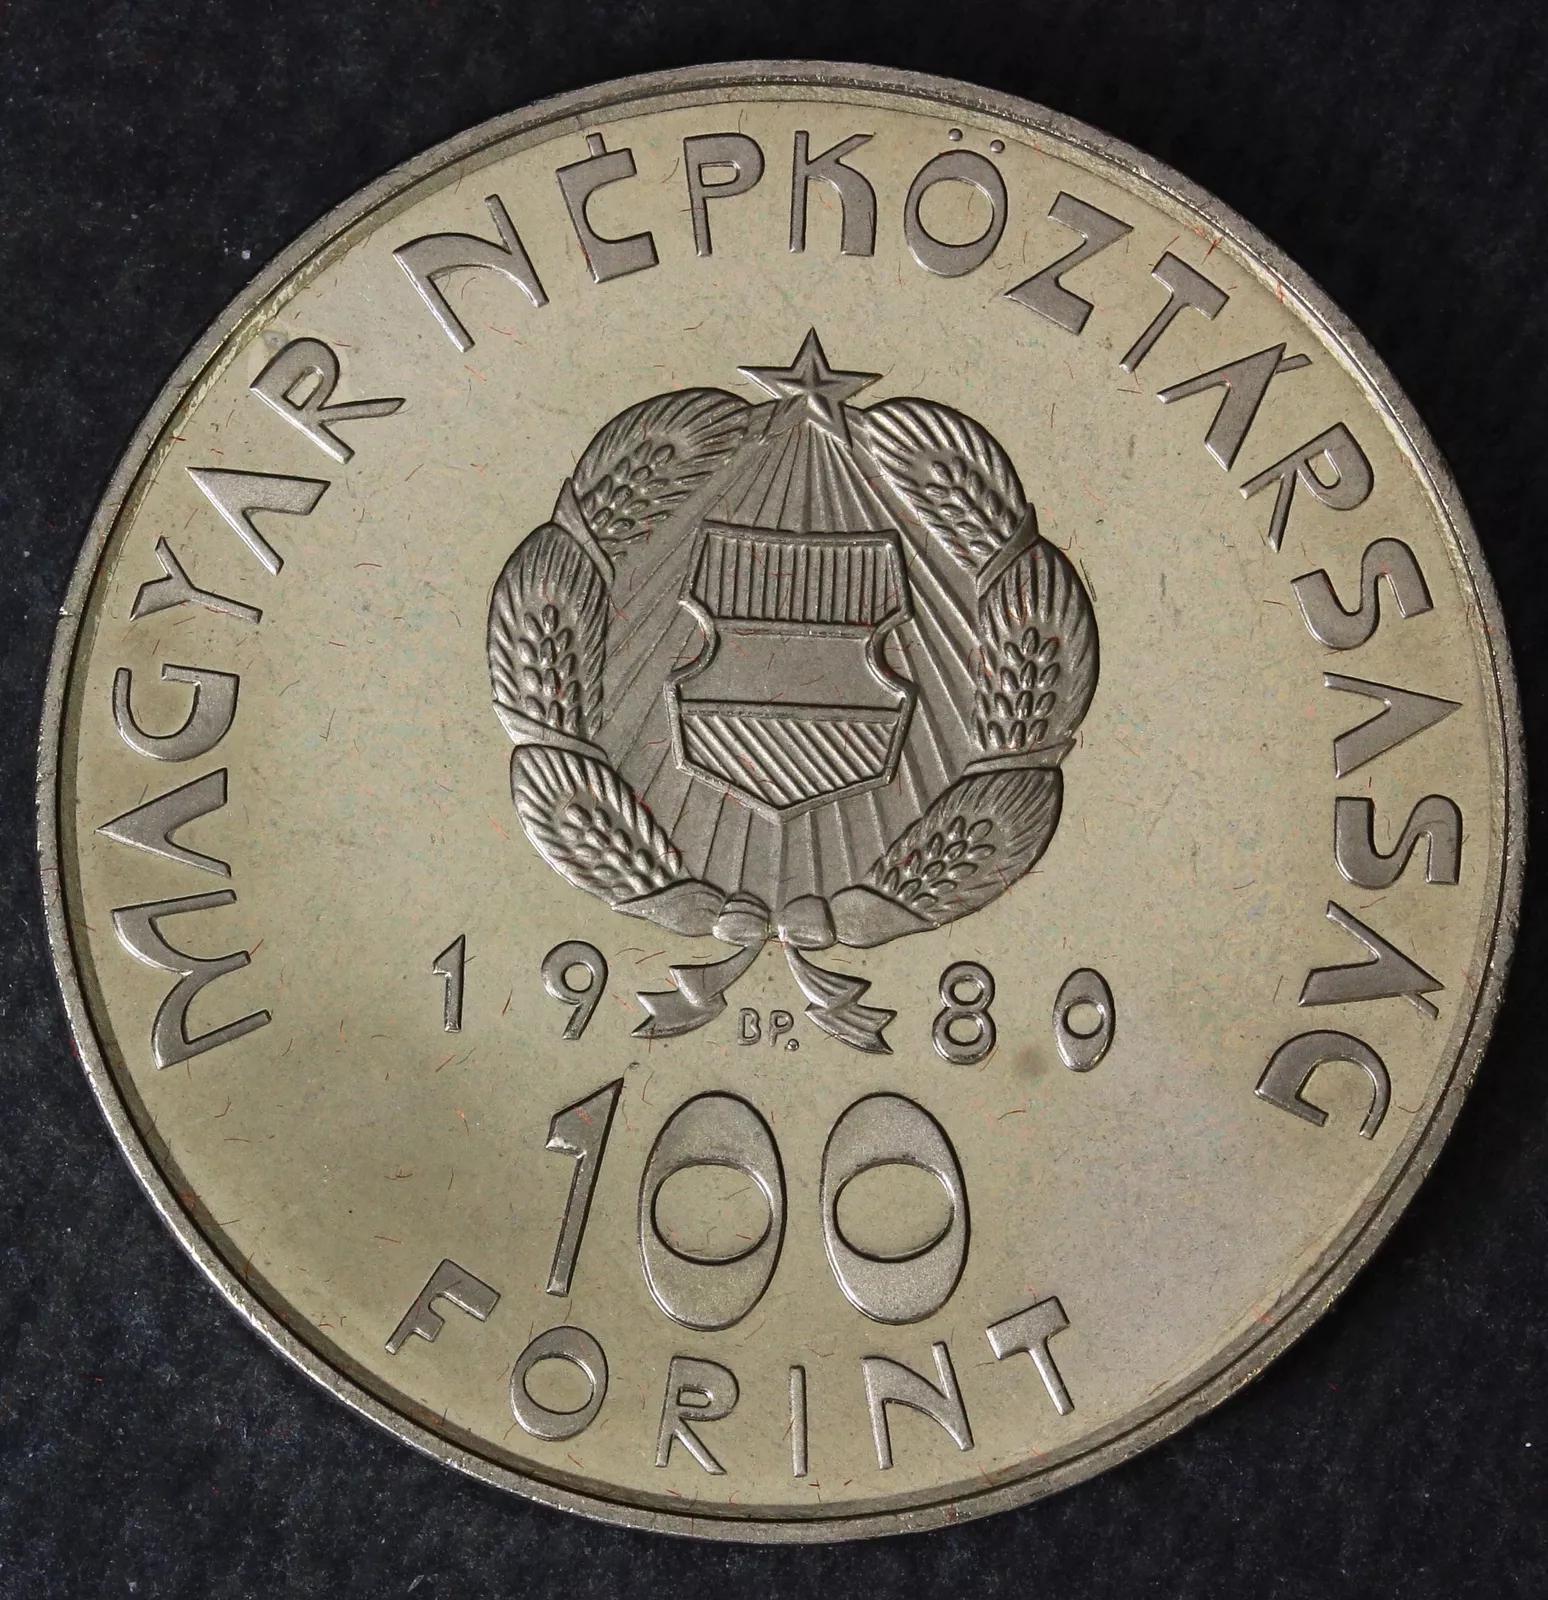 MAGYAR NÉPKÖZTÁRSASÁG
1980
BP.
100
FORINT